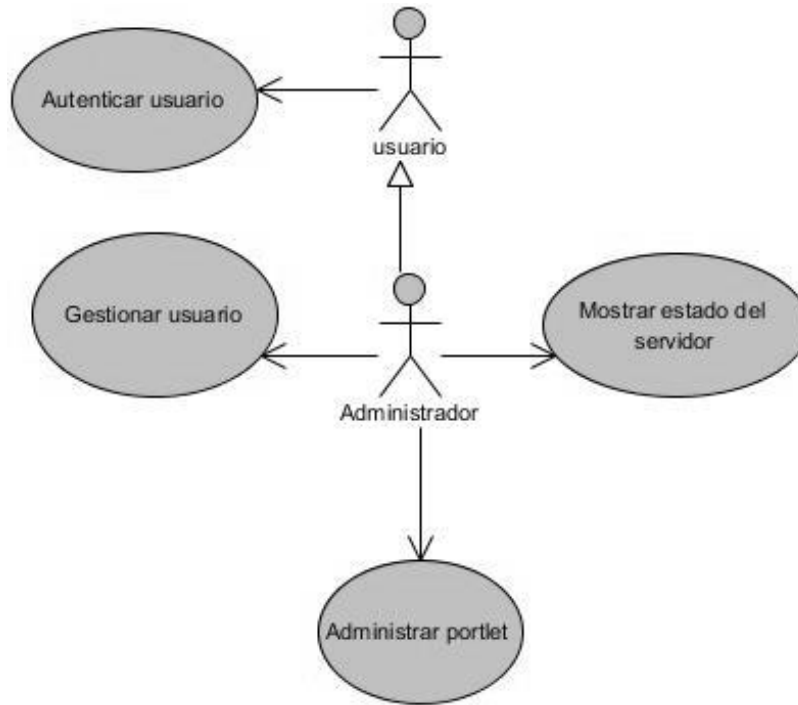 Autenticar usuario
usuario
Gestionar usuario
Mostrar estado del
servidor
Administrador
Administrar portlet